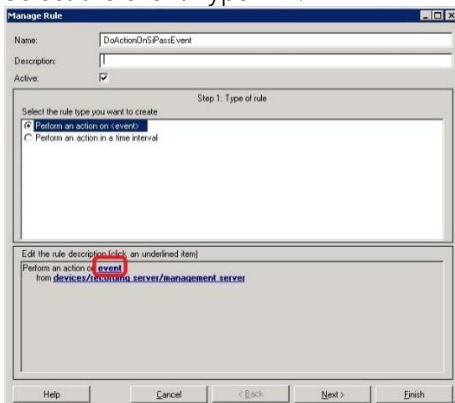 Manage Rule
Name: DoActionOnSiPassEvent
Description:
Active:
Step 1: Type of rule
Select the rule type you want to create
Perform an action on <event>
Perform an action in a time interval
Edit the rule description (click an underlined item)
Perform an action on event
from devices/recording server/management server
Help Cancel < Back Next > Finish